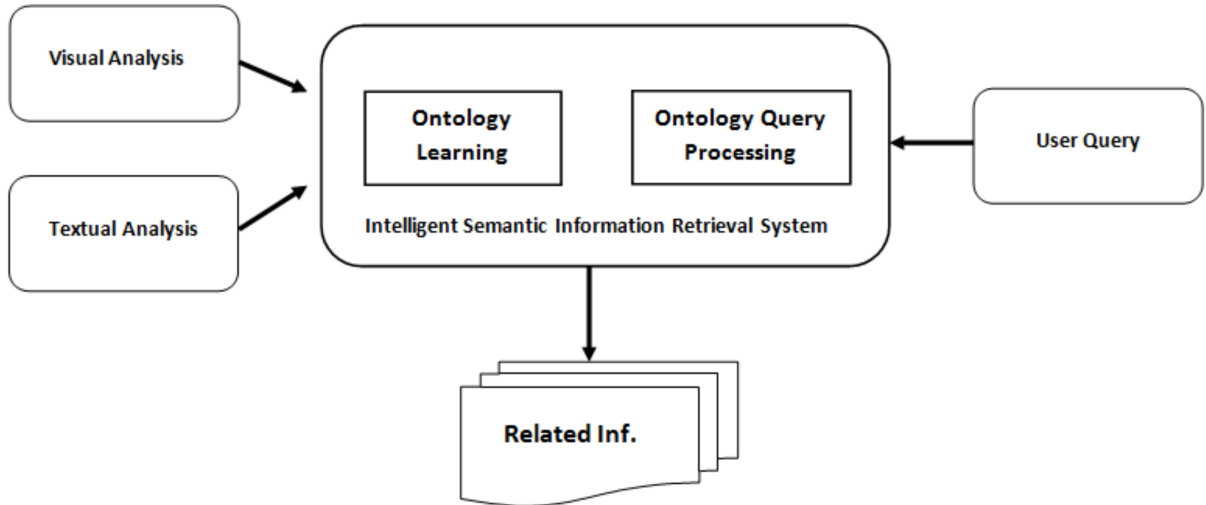 Visual Analysis
Textual Analysis
Ontology
Learning
Ontology Query
Processing
Intelligent Semantic Information Retrieval System
User Query
Related Inf.